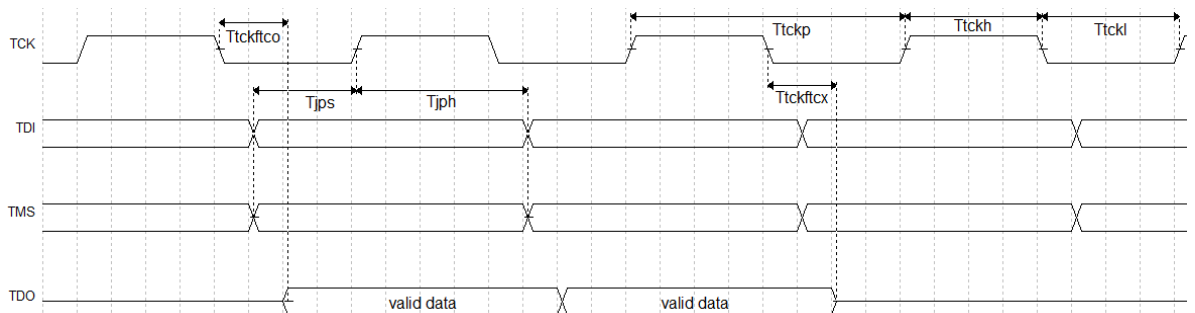 Ttckftco
Ttckp
Ttckh
Ttckl
TCK
Tjps
Tjph
Ttckftcx
TDI
TMS
TDO
valid data
valid data